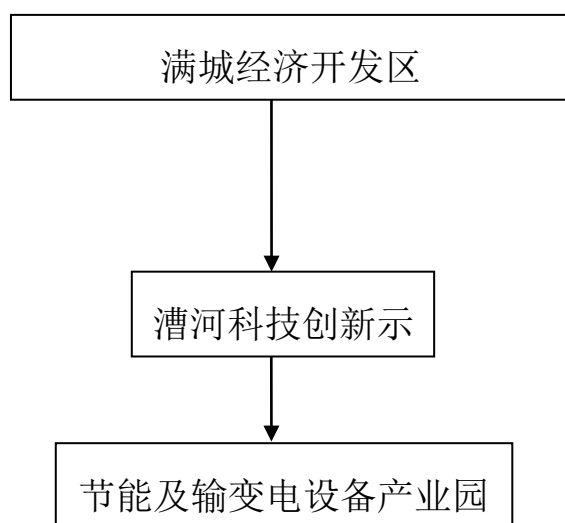 满城经济开发区
漕河科技创新示
节能及输变电设备产业园